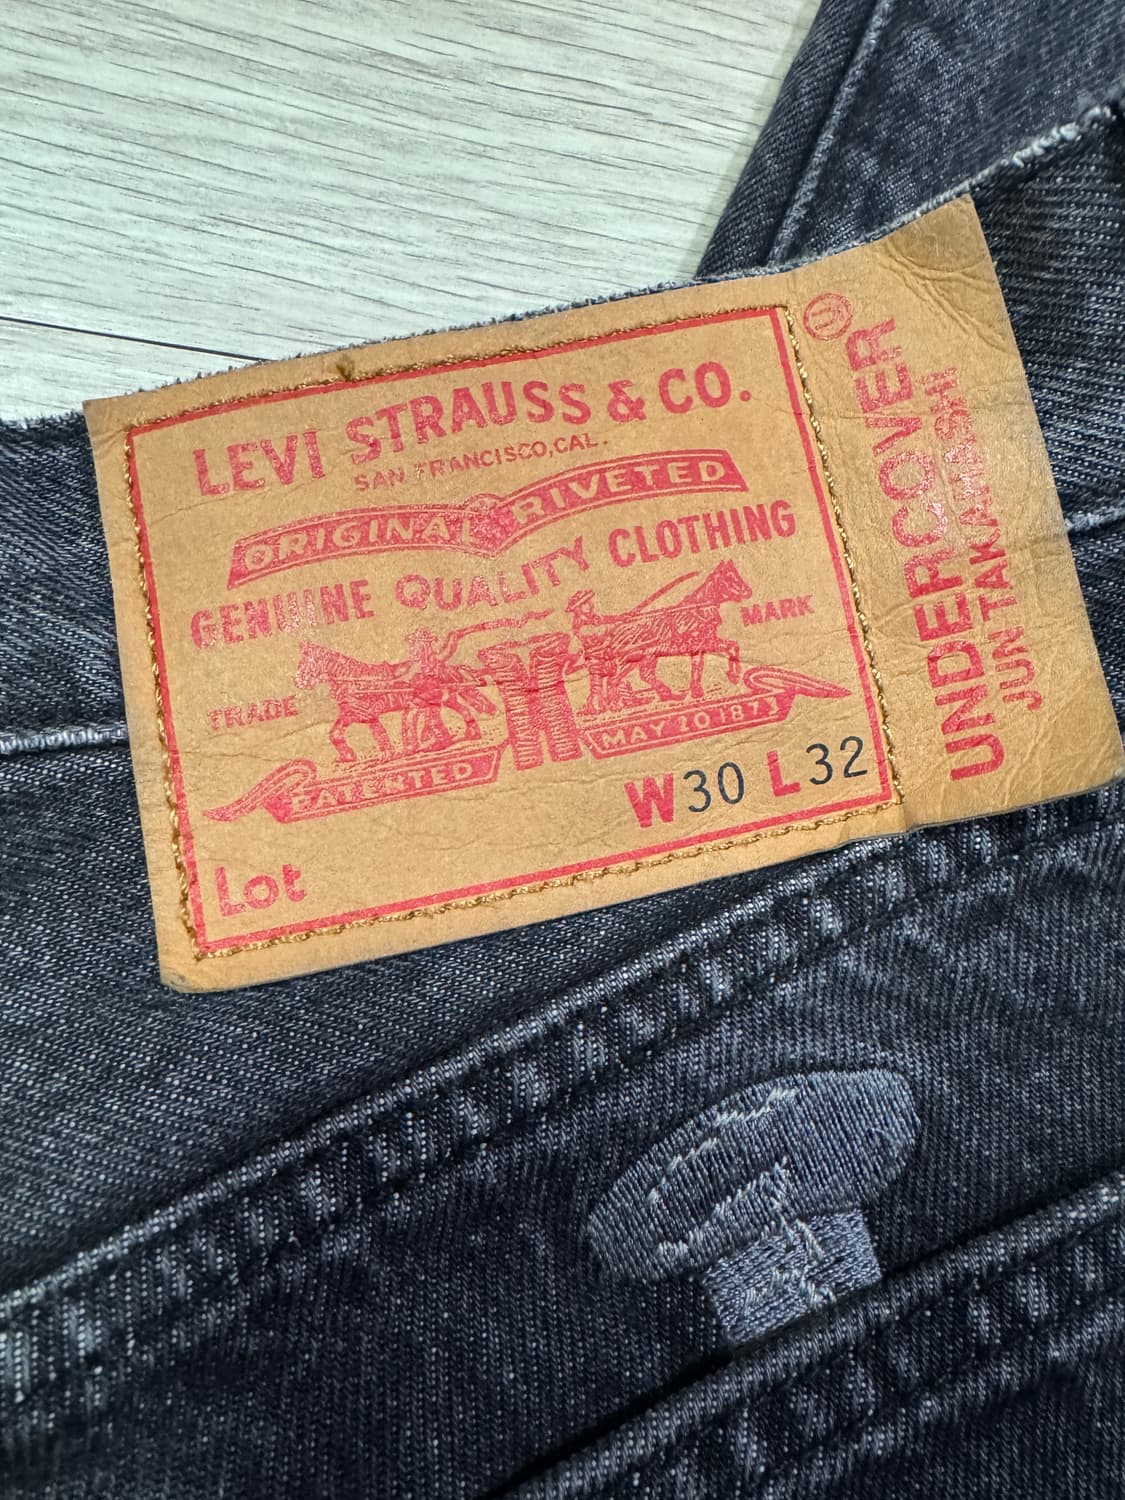 LEVI STRAUSS & CO.
SAN FRANCISCO, CAL.
ORIGINAL RIVETED
GENUINE QUALITY CLOTHING
TRADE MARK
PATENTED MAY 20 1873
W30 L32
Lot
UNDERCOVER
JUN TAKAHASHI
U